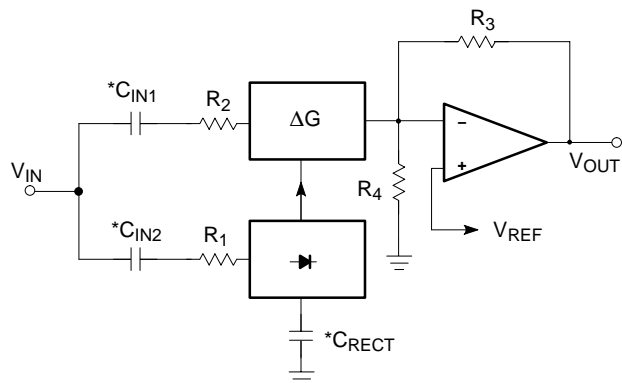 R3
*CIN1
R2
ΔG
−
+
VOUT
VIN
R4
*CIN2
R1
VREF
*CRECT